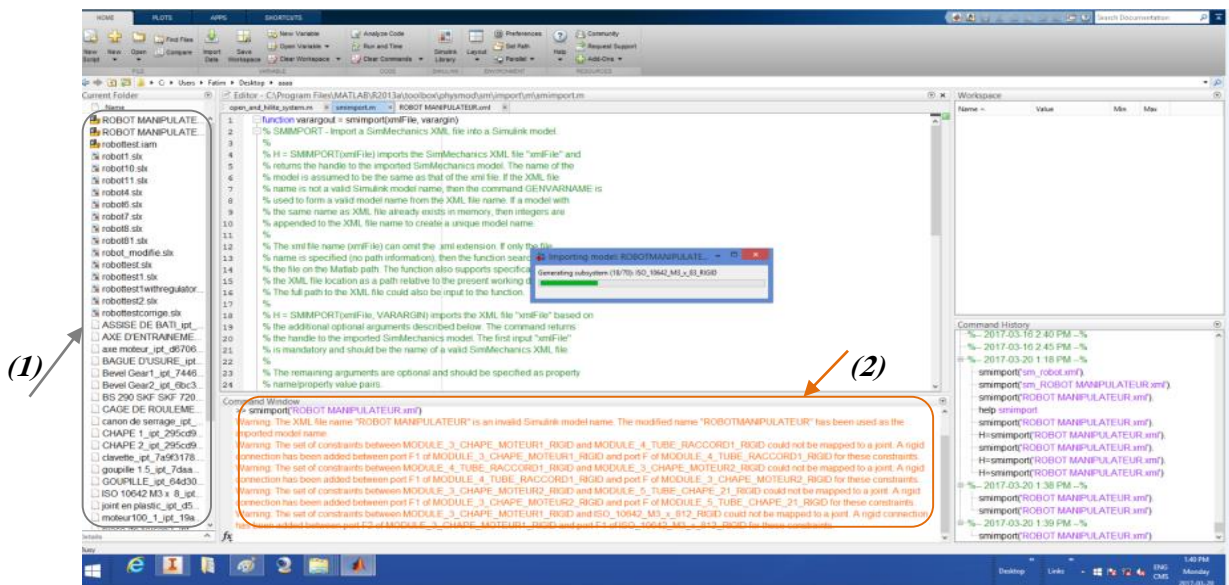 HOME PLOTS APPS SHORTCUTS Search Documentation
New Variable Analyze Code Preferences Community
Find Files Open Variable Run and Time Set Path Request Support
New Script New Open Compare Import Data Save Workspace Clear Workspace Clear Commands Simulink Library Layout Parallel Help Add-Ons
FILE VARIABLE CODE SIMULINK ENVIRONMENT RESOURCES
C: Users Fatim Desktop aaaa
Current Folder
Name
ROBOT MANIPULATE...
ROBOT MANIPULATE...
robottest.iam
robot1.slx
robot10.slx
robot11.slx
robot4.slx
robot6.slx
robot7.slx
robot8.slx
robot81.slx
robot_modifie.slx
robottest.slx
robottest1.slx
robottest1withregulator...
robottest2.slx
robottestcorrige.slx
ASSISE DE BATI_ipt_...
AXE D'ENTRAINEME...
axe moteur_ipt_d6706...
BAGUE D'USURE_ipt...
Bevel Gear1_ipt_7446...
Bevel Gear2_ipt_6bc3...
BS 290 SKF SKF 720...
CAGE DE ROULEME...
canon de serrage_ipt_...
CHAPE 1_ipt_295cd9...
CHAPE 2_ipt_295cd9...
clavette_ipt_7a9f3178...
goupille 1.5_ipt_7daa...
GOUPILLE_ipt_64d30...
ISO 10642 M3 x 8_ipt...
joint en plastic_ipt_d5...
moteur100_1_ipt_19a...
Details
Busy
(1)
Editor - C:\Program Files\MATLAB\R2013a\toolbox\physmod\sm\import\m\smimport.m
open_and_hilite_system.m smimport.m ROBOT MANIPULATEUR.xml
1 function varargout = smimport(xmlFile, varargin)
2 % SMIMPORT - Import a SimMechanics XML file into a Simulink model.
3 %
4 % H = SMIMPORT(xmlFile) imports the SimMechanics XML file "xmlFile" and
5 % returns the handle to the imported SimMechanics model. The name of the
6 % model is assumed to be the same as that of the xml file. If the XML file
7 % name is not a valid Simulink model name, then the command GENVARNAME is
8 % used to form a valid model name from the XML file name. If a model with
9 % the same name as XML file already exists in memory, then integers are
10 % appended to the XML file name to create a unique model name.
11 %
12 % The xml file name (xmlFile) can omit the .xml extension. If only the file
13 % name is specified (no path information), then the function searc
14 % the file on the Matlab path. The function also supports specifica
15 % the XML file location as a path relative to the present working d
16 % The full path to the XML file could also be input to the function.
17 %
18 % H = SMIMPORT(xmlFile, VARARGIN) imports the XML file "xmlFile" based on
19 % the additional optional arguments described below. The command returns
20 % the handle to the imported SimMechanics model. The first input "xmlFile"
21 % is mandatory and should be the name of a valid SimMechanics XML file.
22 %
23 % The remaining arguments are optional and should be specified as property
24 % name/property value pairs.
Importing model: ROBOTMANIPULATE...
Generating subsystem (18/70): ISO_10642_M3_x_83_RIGID
(2)
Command Window
>> smimport('ROBOT MANIPULATEUR.xml')
Warning: The XML file name "ROBOT MANIPULATEUR" is an invalid Simulink model name. The modified name "ROBOTMANIPULATEUR" has been used as the
imported model name.
Warning: The set of constraints between MODULE_3_CHAPE_MOTEUR1_RIGID and MODULE_4_TUBE_RACCORD1_RIGID could not be mapped to a joint. A rigid
connection has been added between port F1 of MODULE_3_CHAPE_MOTEUR1_RIGID and port F of MODULE_4_TUBE_RACCORD1_RIGID for these constraints.
Warning: The set of constraints between MODULE_4_TUBE_RACCORD1_RIGID and MODULE_3_CHAPE_MOTEUR2_RIGID could not be mapped to a joint. A rigid
connection has been added between port F1 of MODULE_4_TUBE_RACCORD1_RIGID and port F of MODULE_3_CHAPE_MOTEUR2_RIGID for these constraints.
Warning: The set of constraints between MODULE_3_CHAPE_MOTEUR2_RIGID and MODULE_5_TUBE_CHAPE_21_RIGID could not be mapped to a joint. A rigid
connection has been added between port F1 of MODULE_3_CHAPE_MOTEUR2_RIGID and port F of MODULE_5_TUBE_CHAPE_21_RIGID for these constraints.
Warning: The set of constraints between MODULE_3_CHAPE_MOTEUR1_RIGID and ISO_10642_M3_x_812_RIGID could not be mapped to a joint. A rigid connection
has been added between port F2 of MODULE_3_CHAPE_MOTEUR1_RIGID and port F1 of ISO_10642_M3_x_812_RIGID for these constraints.
fx
Workspace
Name Value Min Max
Command History
%-- 2017-03-16 2:40 PM --%
%-- 2017-03-16 2:45 PM --%
%-- 2017-03-20 1:18 PM --%
smimport('sm_robot.xml').
smimport('sm_ROBOT MANIPULATEUR.xml').
smimport('ROBOT MANIPULATEUR.xml').
help smimport
H=smimport('ROBOT MANIPULATEUR.xml').
smimport('ROBOT MANIPULATEUR.xml').
H=smimport('ROBOT MANIPULATEUR.xml').
H=smimport('ROBOT MANIPULATEUR.xml').
%-- 2017-03-20 1:38 PM --%
smimport('ROBOT MANIPULATEUR.xml').
smimport('ROBOT MANIPULATEUR.xml').
%-- 2017-03-20 1:39 PM --%
smimport('ROBOT MANIPULATEUR.xml')
Desktop Links ENG CMS 1:40 PM Monday 2017-03-20